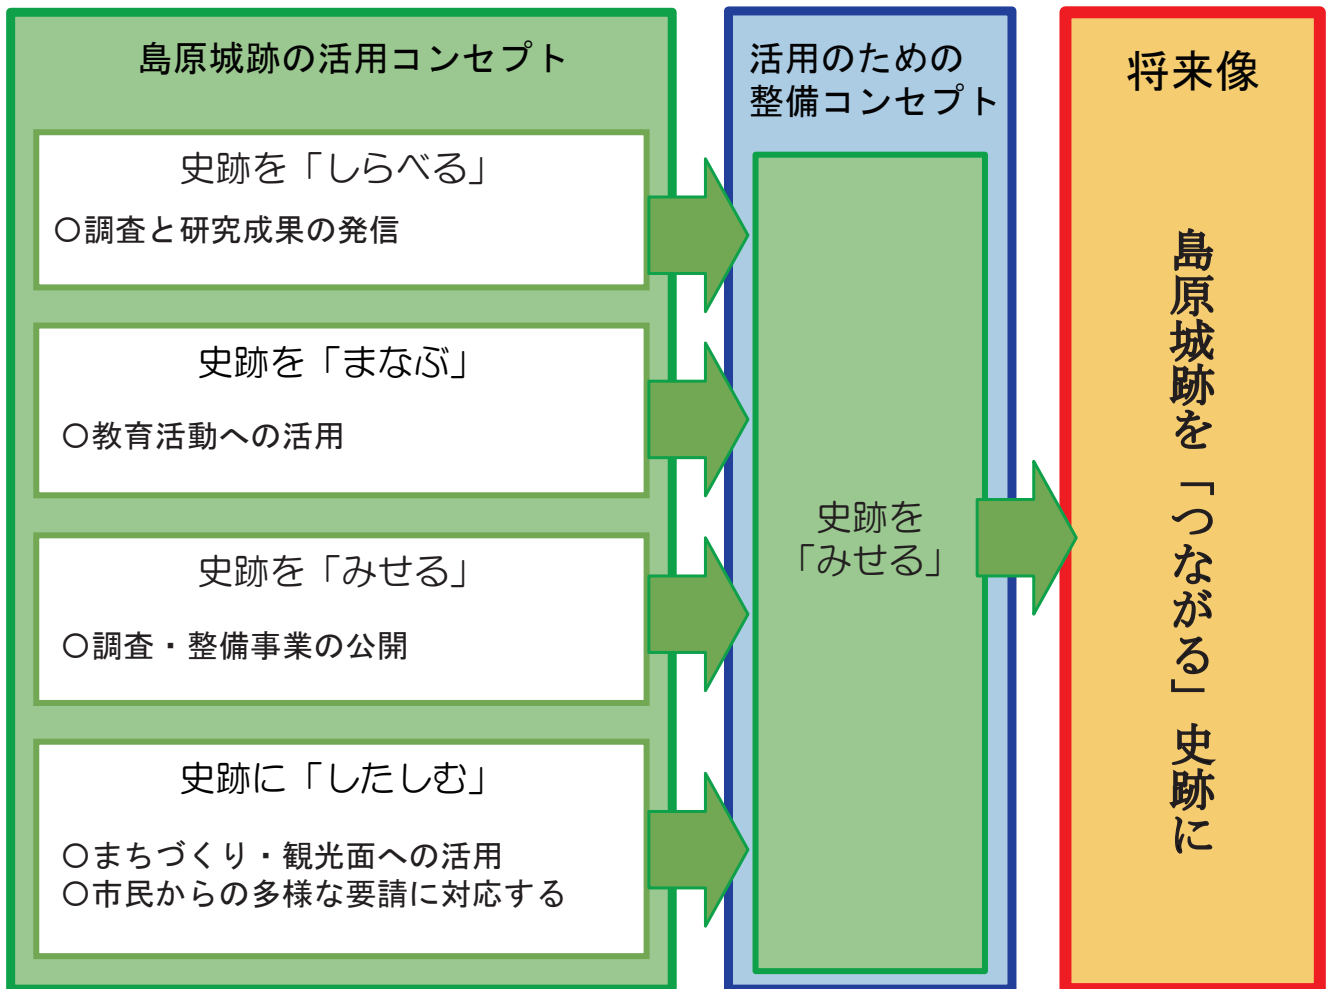 島原城跡の活用コンセプト
史跡を「しらべる」
○調査と研究成果の発信
史跡を「まなぶ」
○教育活動への活用
史跡を「みせる」
○調査・整備事業の公開
史跡に「したしむ」
○まちづくり・観光面への活用
○市民からの多様な要請に対応する
活用のための
整備コンセプト
史跡を
「みせる」
将来像
島原城跡を「つながる」史跡に